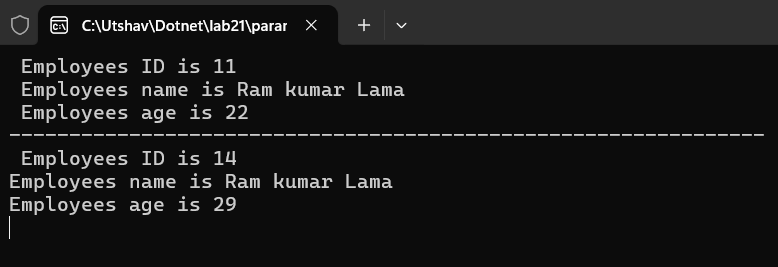 C:\Utshav\Dotnet\lab21\paran
Employees ID is 11
Employees name is Ram kumar Lama
Employees age is 22
---------------------------------------------------------------
Employees ID is 14
Employees name is Ram kumar Lama
Employees age is 29